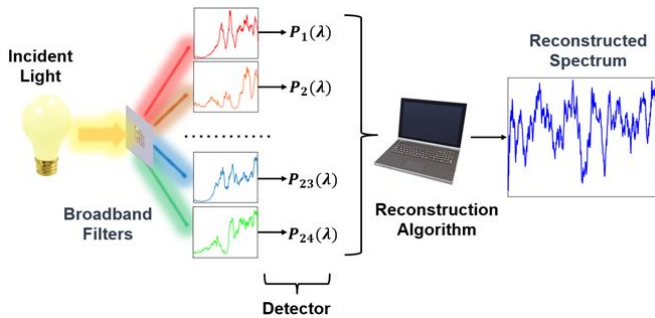 Incident
Light
Broadband
Filters
P₁(λ)
P₂(λ)
............
P₂₃(λ)
P₂₄(λ)
Detector
Reconstruction
Algorithm
Reconstructed
Spectrum